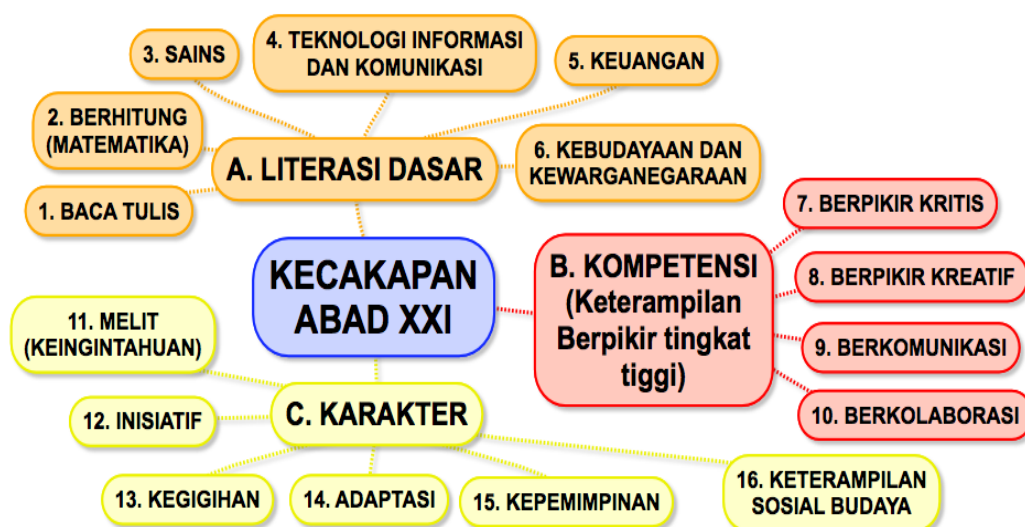 3. SAINS
4. TEKNOLOGI INFORMASI
DAN KOMUNIKASI
5. KEUANGAN
2. BERHITUNG
(MATEMATIKA)
A. LITERASI DASAR
6. KEBUDAYAAN DAN
KEWARGANEGARAAN
1. BACA TULIS
KECAKAPAN
ABAD XXI
B. KOMPETENSI
(Keterampilan
Berpikir tingkat
tiggi)
7. BERPIKIR KRITIS
8. BERPIKIR KREATIF
9. BERKOMUNIKASI
10. BERKOLABORASI
11. MELIT
(KEINGINTAHUAN)
C. KARAKTER
12. INISIATIF
13. KEGIGIHAN
14. ADAPTASI
15. KEPEMIMPINAN
16. KETERAMPILAN
SOSIAL BUDAYA